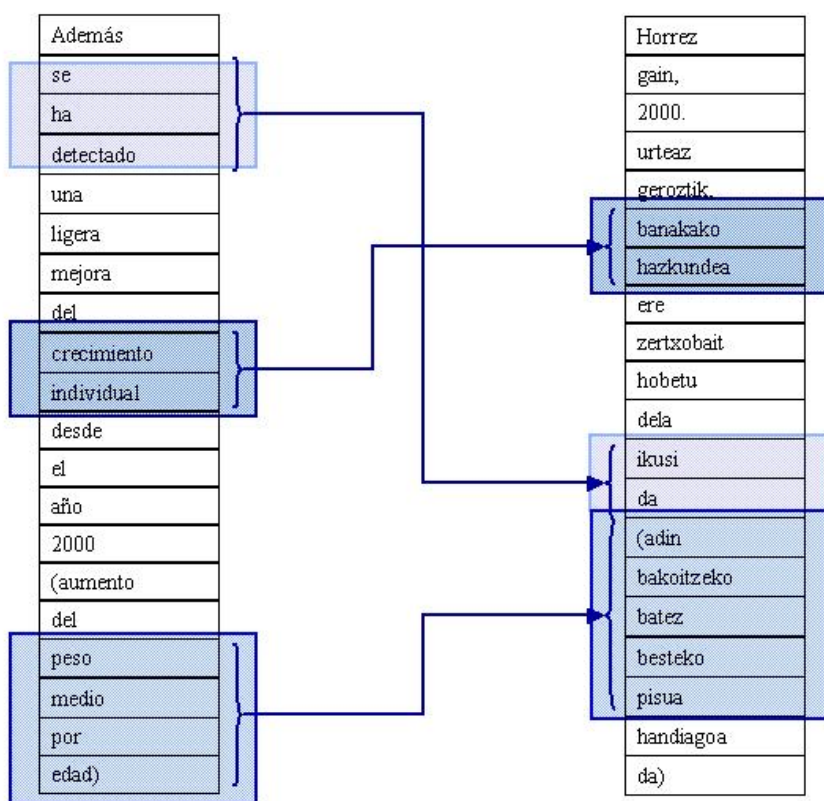 Además
se
ha
detectado
una
ligera
mejora
del
crecimiento
individual
desde
el
año
2000
(aumento
del
peso
medio
por
edad)
Horrez
gain,
2000.
urteaz
geroztik,
banakako
hazkundea
ere
zertxobait
hobetu
dela
ikusi
da
(adin
bakoitzeko
batez
besteko
pisua
handiagoa
da)